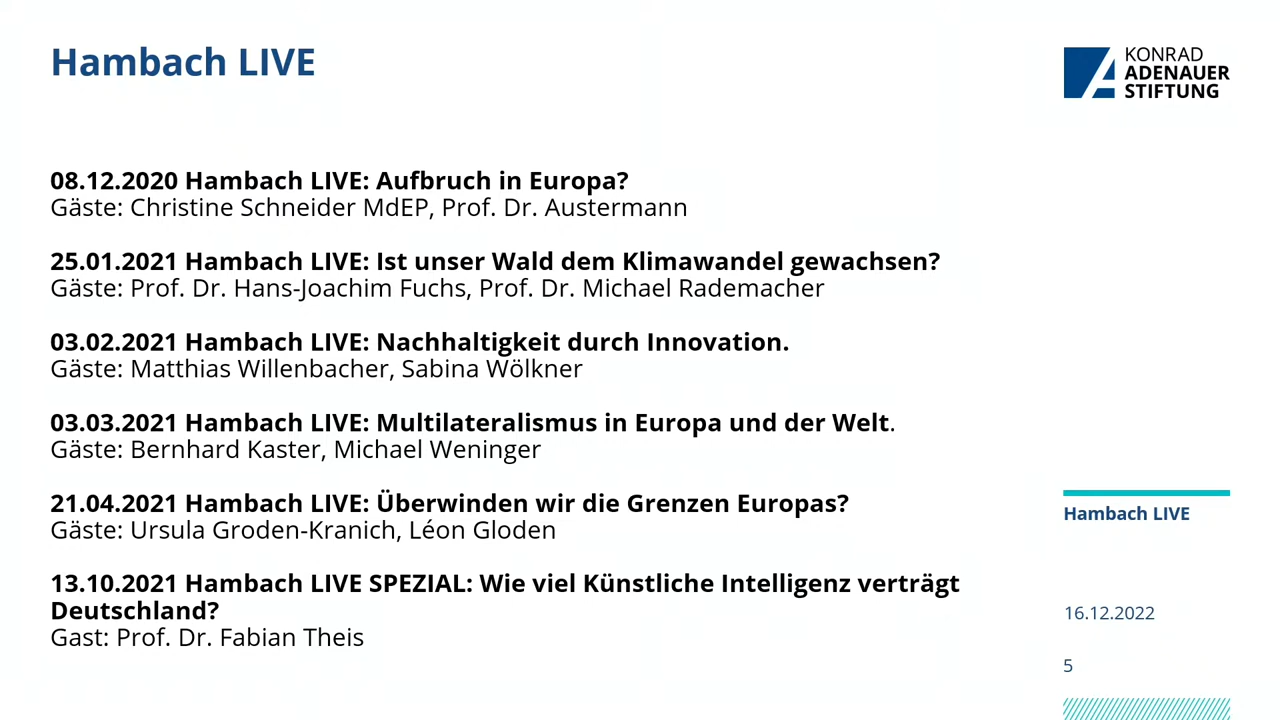 Hambach LIVE
KONRAD
ADENAUER
STIFTUNG
08.12.2020 Hambach LIVE: Aufbruch in Europa?
Gäste: Christine Schneider MdEP, Prof. Dr. Austermann
25.01.2021 Hambach LIVE: Ist unser Wald dem Klimawandel gewachsen?
Gäste: Prof. Dr. Hans-Joachim Fuchs, Prof. Dr. Michael Rademacher
03.02.2021 Hambach LIVE: Nachhaltigkeit durch Innovation.
Gäste: Matthias Willenbacher, Sabina Wölkner
03.03.2021 Hambach LIVE: Multilateralismus in Europa und der Welt.
Gäste: Bernhard Kaster, Michael Weninger
21.04.2021 Hambach LIVE: Überwinden wir die Grenzen Europas?
Gäste: Ursula Groden-Kranich, Léon Gloden
13.10.2021 Hambach LIVE SPEZIAL: Wie viel Künstliche Intelligenz verträgt
Deutschland?
Gast: Prof. Dr. Fabian Theis
Hambach LIVE
16.12.2022
5